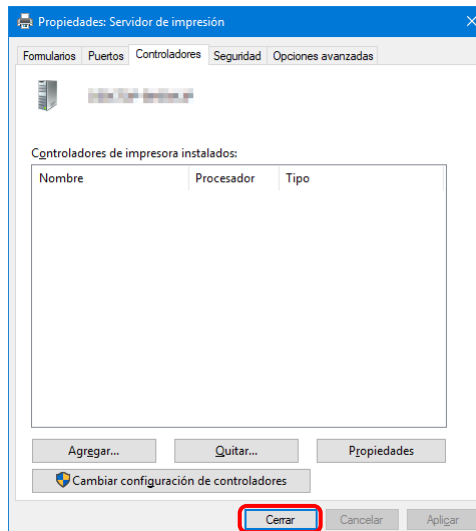 Propiedades: Servidor de impresión
Formularios Puertos Controladores Seguridad Opciones avanzadas
Controladores de impresora instalados:
Nombre Procesador Tipo
Agregar... Quitar... Propiedades
Cambiar configuración de controladores
Cerrar Cancelar Aplicar